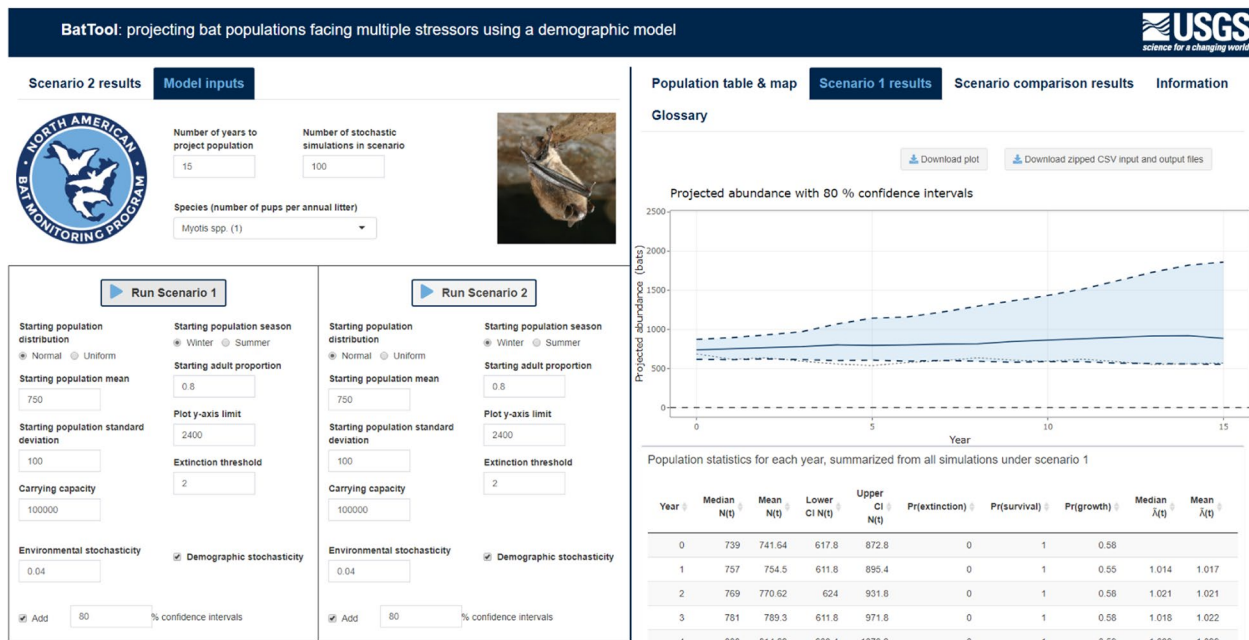 BatTool: projecting bat populations facing multiple stressors using a demographic model
USGS
science for a changing world
Scenario 2 results
Model inputs
NORTH AMERICAN
BAT MONITORING PROGRAM
Number of years to
project population
15
Number of stochastic
simulations in scenario
100
Species (number of pups per annual litter)
Myotis spp. (1)
Run Scenario 1
Starting population
distribution
Normal Uniform
Starting population mean
750
Starting population standard
deviation
100
Carrying capacity
100000
Environmental stochasticity
0.04
Add 80 % confidence intervals
Starting population season
Winter Summer
Starting adult proportion
0.8
Plot y-axis limit
2400
Extinction threshold
2
Demographic stochasticity
Run Scenario 2
Starting population
distribution
Normal Uniform
Starting population mean
750
Starting population standard
deviation
100
Carrying capacity
100000
Environmental stochasticity
0.04
Add 80 % confidence intervals
Starting population season
Winter Summer
Starting adult proportion
0.8
Plot y-axis limit
2400
Extinction threshold
2
Demographic stochasticity
Population table & map
Scenario 1 results
Scenario comparison results
Information
Glossary
Download plot
Download zipped CSV input and output files
Projected abundance with 80 % confidence intervals
Projected abundance (bats)
2500
2000
1500
1000
500
0
0 5 10 15
Year
Population statistics for each year, summarized from all simulations under scenario 1
Year Median N(t) Mean N(t) Lower CI N(t) Upper CI N(t) Pr(extinction) Pr(survival) Pr(growth) Median λ̄(t) Mean λ̄(t)
0 739 741.64 617.8 872.8 0 1 0.58
1 757 754.5 611.8 895.4 0 1 0.55 1.014 1.017
2 769 770.62 624 931.8 0 1 0.58 1.021 1.021
3 781 789.3 611.8 971.8 0 1 0.58 1.018 1.022